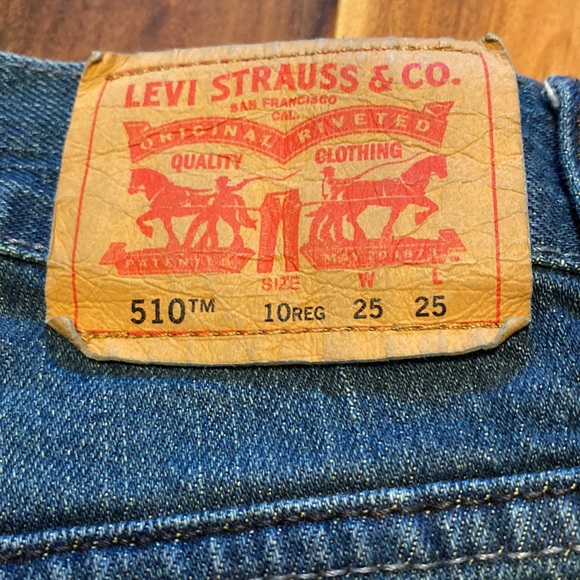 LEVI STRAUSS & CO.
SAN FRANCISCO
CAL.
ORIGINAL RIVETED
QUALITY CLOTHING
SIZE W L
510™ 10REG 25 25